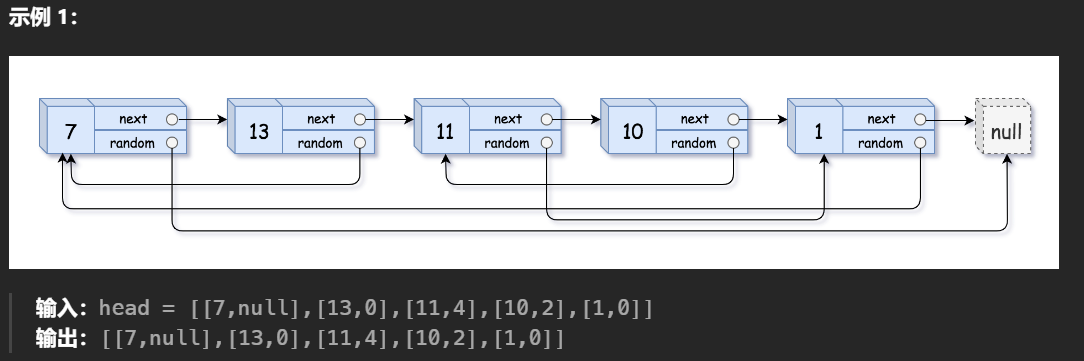 示例 1：
next next next next next
7 13 11 10 1 null
random random random random random
输入：head = [[7,null],[13,0],[11,4],[10,2],[1,0]]
输出：[[7,null],[13,0],[11,4],[10,2],[1,0]]